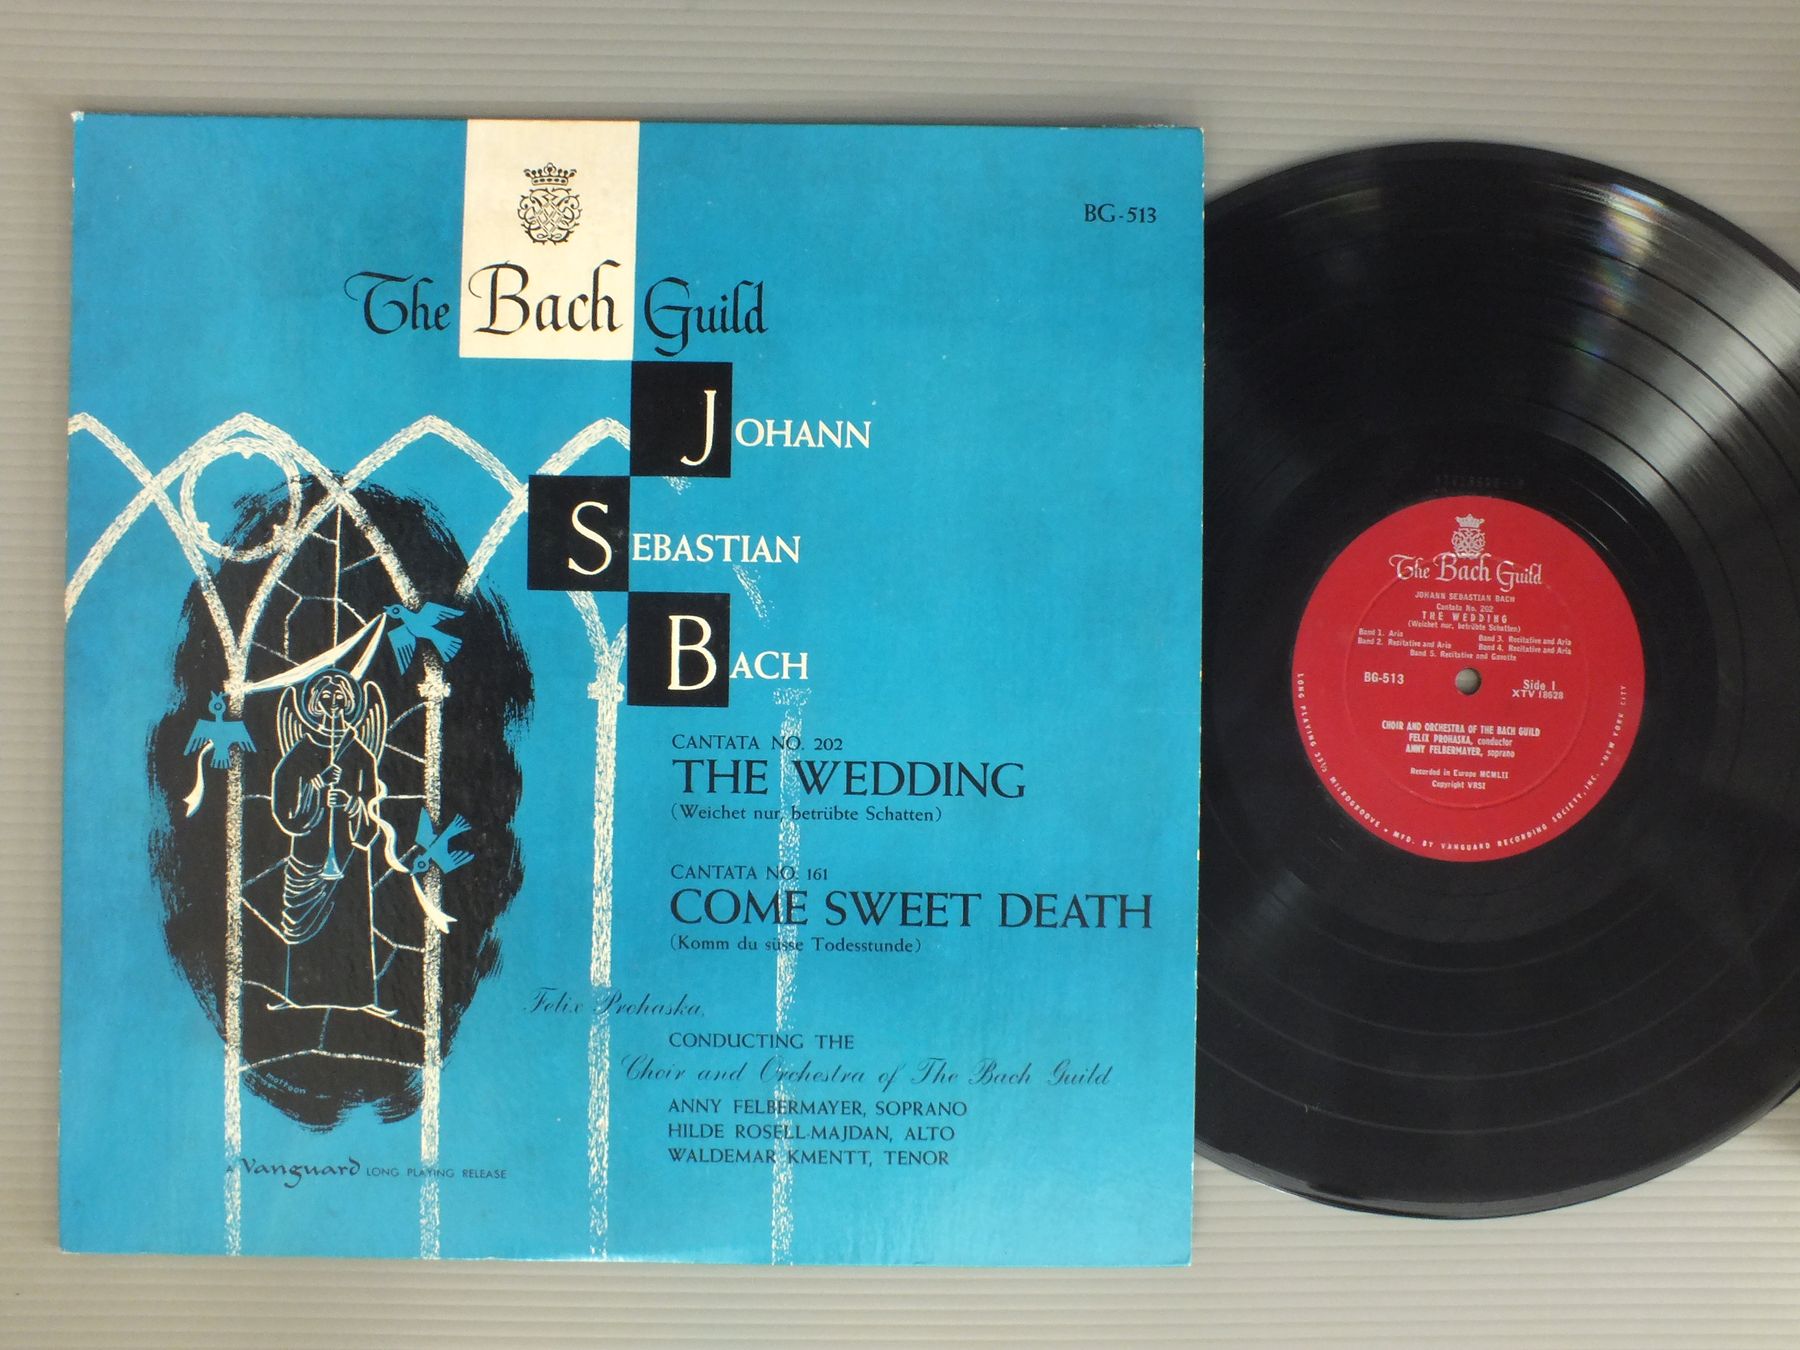 BG-513
The Bach Guild
JOHANN
SEBASTIAN
BACH
CANTATA NO. 202
THE WEDDING
(Weichet nur, betrübte Schatten)
CANTATA NO. 161
COME SWEET DEATH
(Komm du süsse Todesstunde)
Felix Prohaska,
CONDUCTING THE
Choir and Orchestra of The Bach Guild
ANNY FELBERMAYER, SOPRANO
HILDE ROSELL-MAJDAN, ALTO
WALDEMAR KMENTT, TENOR
mattoon
A Vanguard LONG PLAYING RELEASE
The Bach Guild
JOHANN SEBASTIAN BACH
Cantata No. 202
THE WEDDING
(Weichet nur, betrübte Schatten)
Band 1. Aria
Band 3. Recitative and Aria
Band 2. Recitative and Aria
Band 4. Recitative and Aria
Band 5. Recitative and Gavotte
BG-513
Side 1
XTV 18628
CHOIR AND ORCHESTRA OF THE BACH GUILD
FELIX PROHASKA, conductor
ANNY FELBERMAYER, soprano
Recorded in Europe MCMLII
Copyright VRSI
LONG PLAYING 33⅓ MICROGROOVE • MFD. BY VANGUARD RECORDING SOCIETY, INC. • NEW YORK CITY